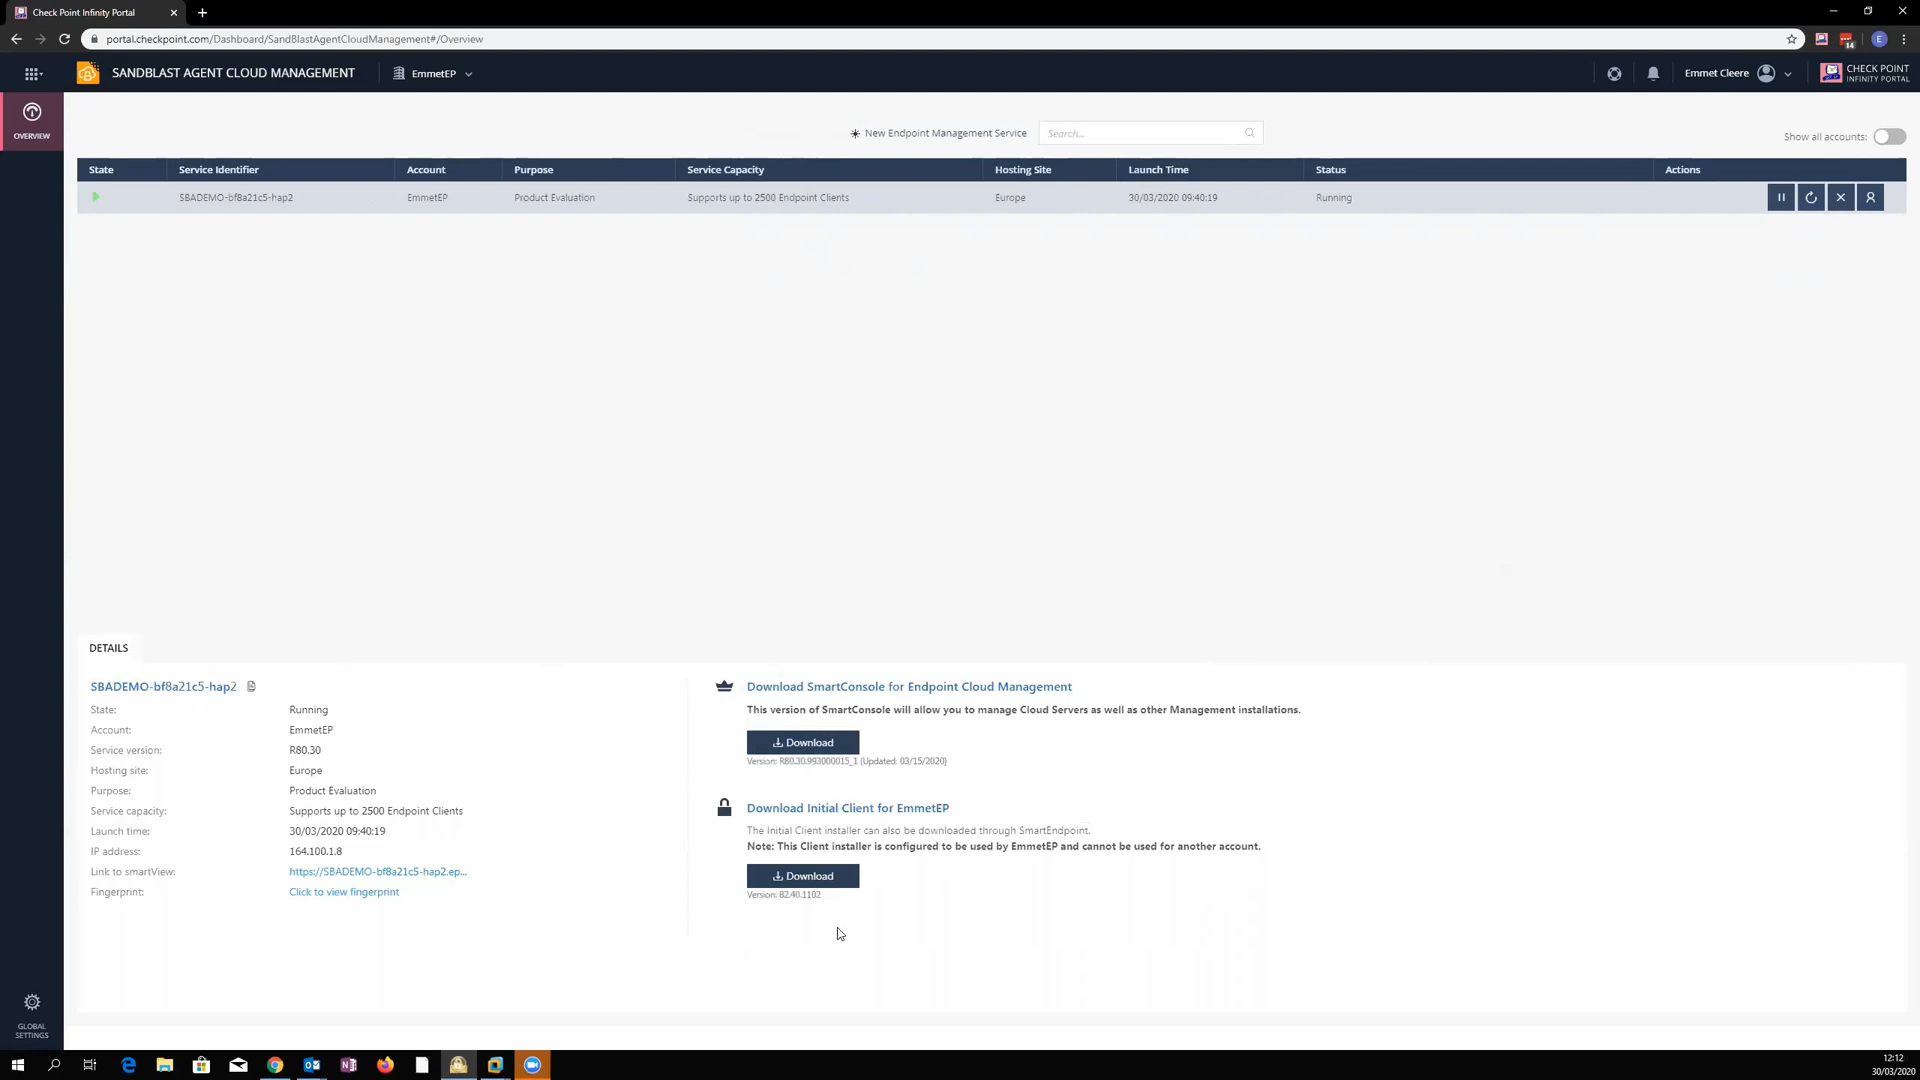 Check Point Infinity Portal
portal.checkpoint.com/Dashboard/SandBlastAgentCloudManagement#/Overview
14
E
SANDBLAST AGENT CLOUD MANAGEMENT
EmmetEP
Emmet Cleere
CHECK POINT
INFINITY PORTAL
OVERVIEW
New Endpoint Management Service
Search...
Show all accounts:
State Service Identifier Account Purpose Service Capacity Hosting Site Launch Time Status Actions
SBADEMO-bf8a21c5-hap2 EmmetEP Product Evaluation Supports up to 2500 Endpoint Clients Europe 30/03/2020 09:40:19 Running
DETAILS
SBADEMO-bf8a21c5-hap2
State: Running
Account: EmmetEP
Service version: R80.30
Hosting site: Europe
Purpose: Product Evaluation
Service capacity: Supports up to 2500 Endpoint Clients
Launch time: 30/03/2020 09:40:19
IP address: 164.100.1.8
Link to smartView: https://SBADEMO-bf8a21c5-hap2.ep...
Fingerprint: Click to view fingerprint
Download SmartConsole for Endpoint Cloud Management
This version of SmartConsole will allow you to manage Cloud Servers as well as other Management installations.
Download
Version: R80.30.993000015_1 (Updated: 03/15/2020)
Download Initial Client for EmmetEP
The Initial Client installer can also be downloaded through SmartEndpoint.
Note: This Client installer is configured to be used by EmmetEP and cannot be used for another account.
Download
Version: 82.40.1102
GLOBAL
SETTINGS
12:12
30/03/2020